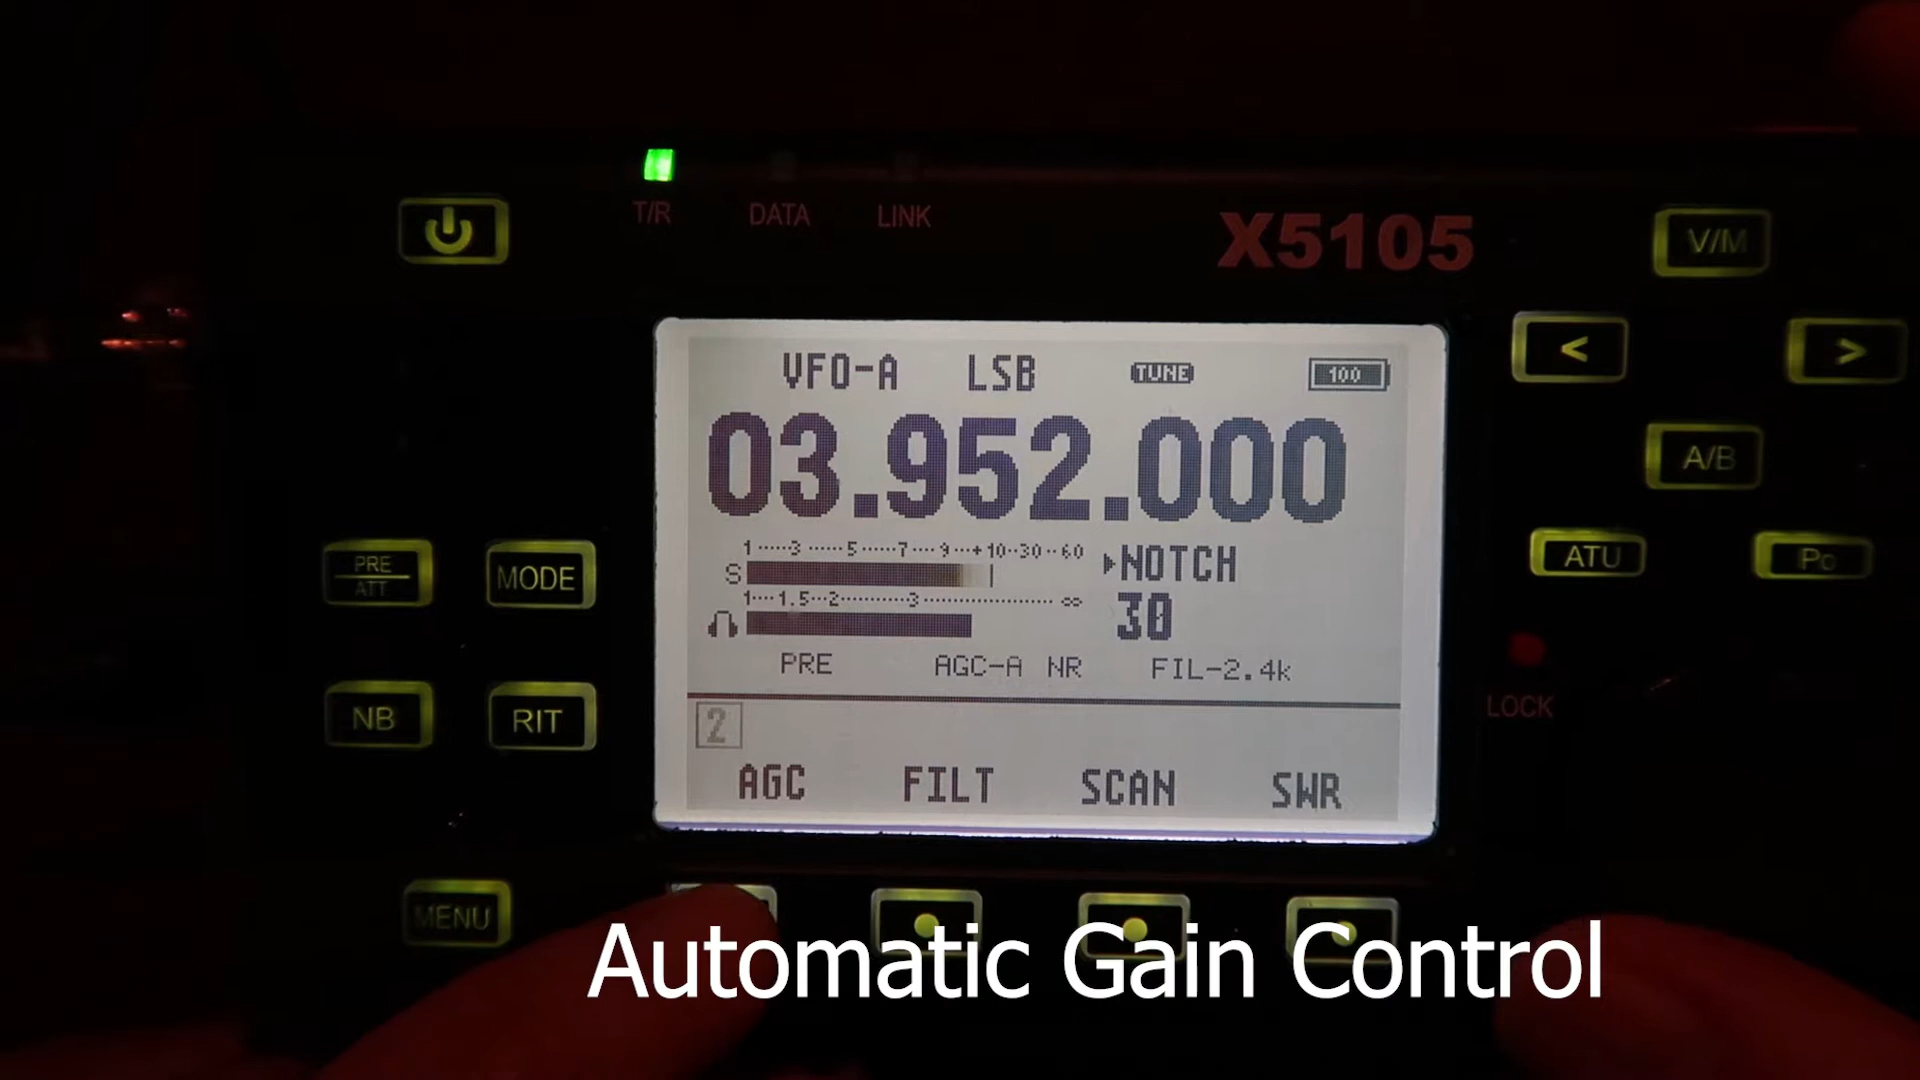 T/R DATA LINK
X5105
V/M
< >
VFO-A LSB TUNE 100
03.952.000
A/B
1·····3······5······7····9···+10··30··60
S
NOTCH
1····1.5···2··········3···················∞
30
PRE AGC-A NR FIL-2.4k
PRE
ATT
MODE
ATU Po
NB RIT
LOCK
2
AGC FILT SCAN SWR
MENU
Automatic Gain Control